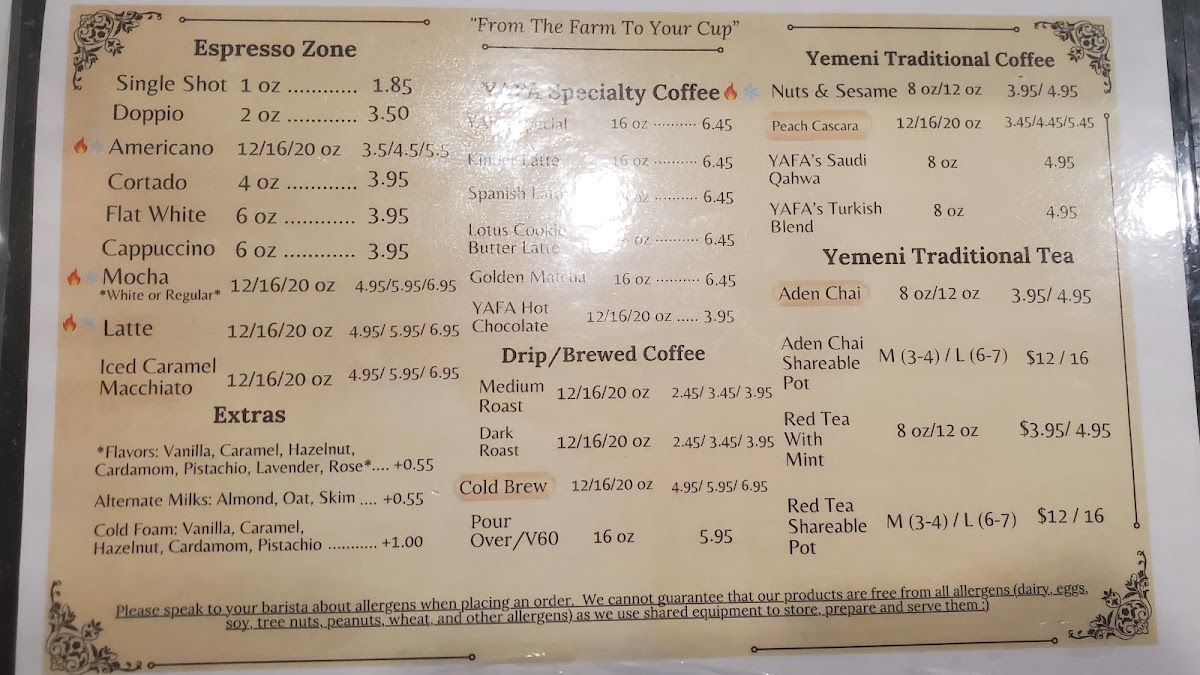 "From The Farm To Your Cup"
Espresso Zone
Single Shot 1 oz ............ 1.85
Doppio 2 oz ............ 3.50
Americano 12/16/20 oz 3.5/4.5/5.5
Cortado 4 oz ............ 3.95
Flat White 6 oz ............ 3.95
Cappuccino 6 oz ............ 3.95
Mocha 12/16/20 oz 4.95/5.95/6.95
*White or Regular*
Latte 12/16/20 oz 4.95/ 5.95/ 6.95
Iced Caramel
Macchiato 12/16/20 oz 4.95/ 5.95/ 6.95
Extras
*Flavors: Vanilla, Caramel, Hazelnut,
Cardamom, Pistachio, Lavender, Rose*.... +0.55
Alternate Milks: Almond, Oat, Skim .... +0.55
Cold Foam: Vanilla, Caramel,
Hazelnut, Cardamom, Pistachio ........... +1.00
YAFA Specialty Coffee
YAFA Special 16 oz .......... 6.45
Kinder Latte 16 oz .......... 6.45
Spanish Latte oz .......... 6.45
Lotus Cookie
Butter Latte oz .......... 6.45
Golden Matcha 16 oz .......... 6.45
YAFA Hot
Chocolate 12/16/20 oz ..... 3.95
Drip/Brewed Coffee
Medium
Roast 12/16/20 oz 2.45/ 3.45/ 3.95
Dark
Roast 12/16/20 oz 2.45/ 3.45/ 3.95
Cold Brew 12/16/20 oz 4.95/ 5.95/ 6.95
Pour
Over/V60 16 oz 5.95
Yemeni Traditional Coffee
Nuts & Sesame 8 oz/12 oz 3.95/ 4.95
Peach Cascara 12/16/20 oz 3.45/4.45/5.45
YAFA's Saudi
Qahwa 8 oz 4.95
YAFA's Turkish
Blend 8 oz 4.95
Yemeni Traditional Tea
Aden Chai 8 oz/12 oz 3.95/ 4.95
Aden Chai
Shareable M (3-4) / L (6-7) $12 / 16
Pot
Red Tea
With 8 oz/12 oz $3.95/ 4.95
Mint
Red Tea
Shareable M (3-4) / L (6-7) $12 / 16
Pot
Please speak to your barista about allergens when placing an order. We cannot guarantee that our products are free from all allergens (dairy, eggs,
soy, tree nuts, peanuts, wheat, and other allergens) as we use shared equipment to store, prepare and serve them :)